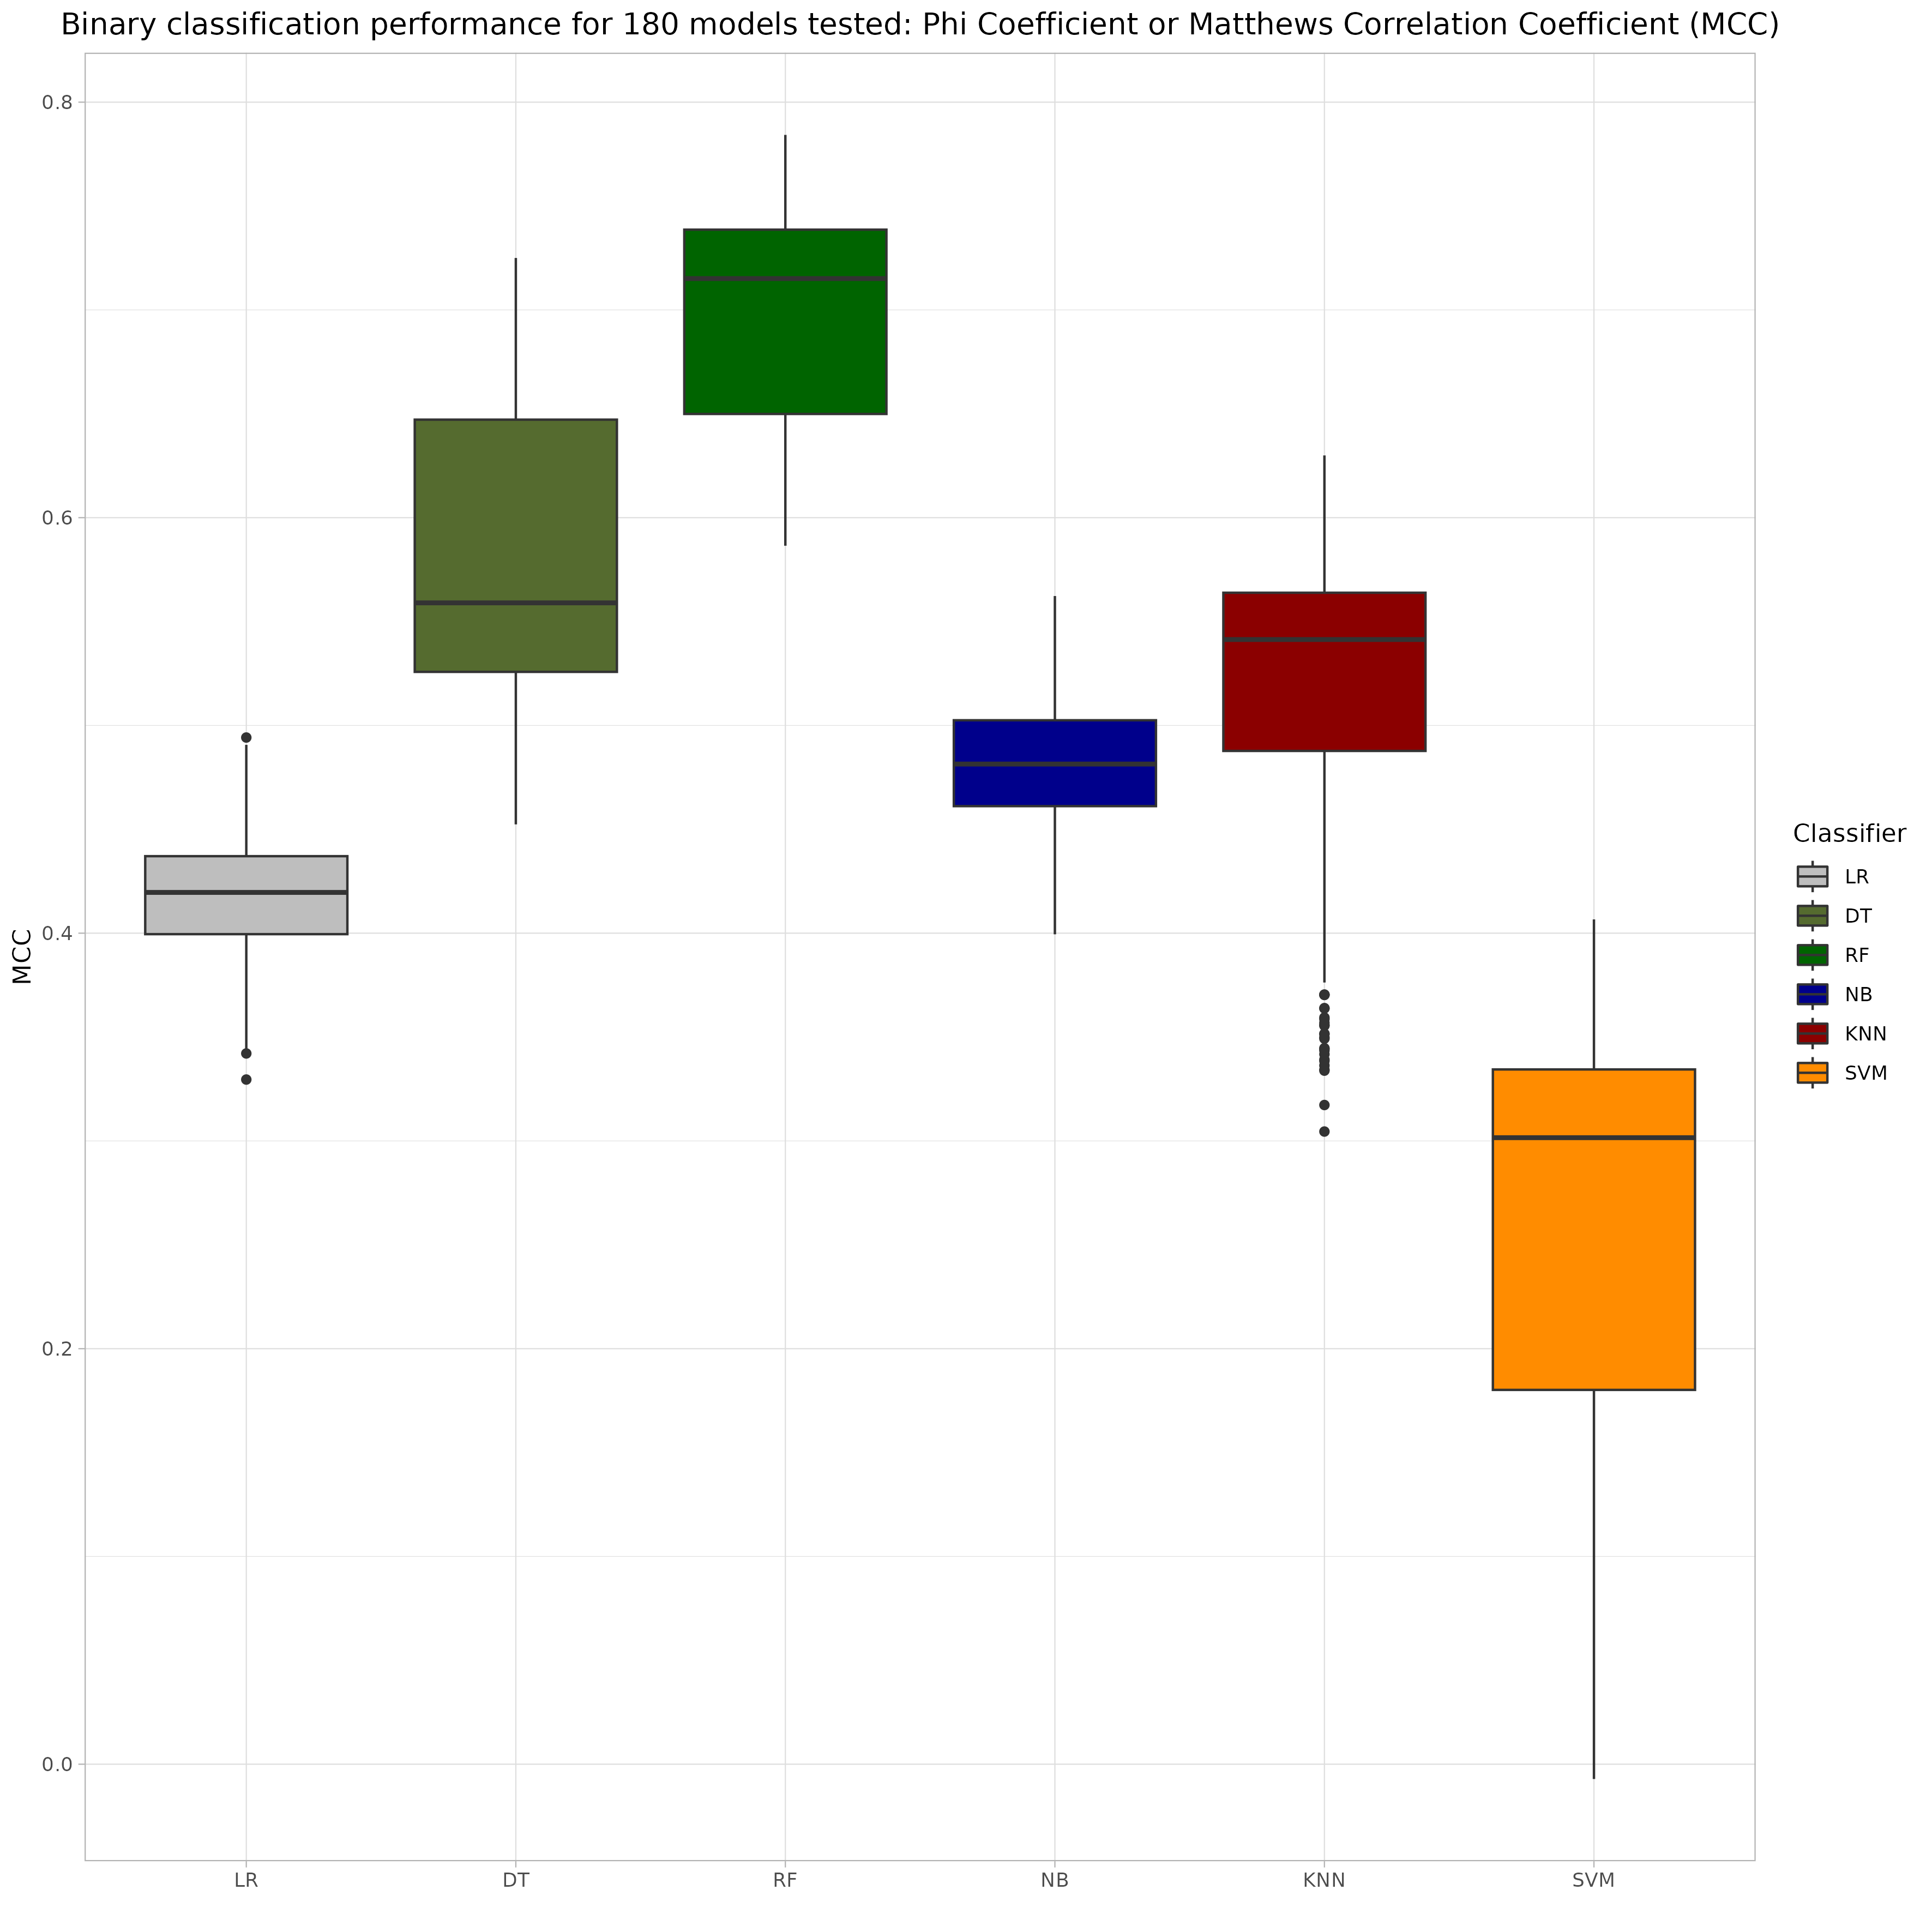 Binary classification performance for 180 models tested: Phi Coefficient or Matthews Correlation Coefficient (MCC)
0.8
0.6
0.4
0.2
0.0
MCC
LR DT RF NB KNN SVM
Classifier
LR
DT
RF
NB
KNN
SVM